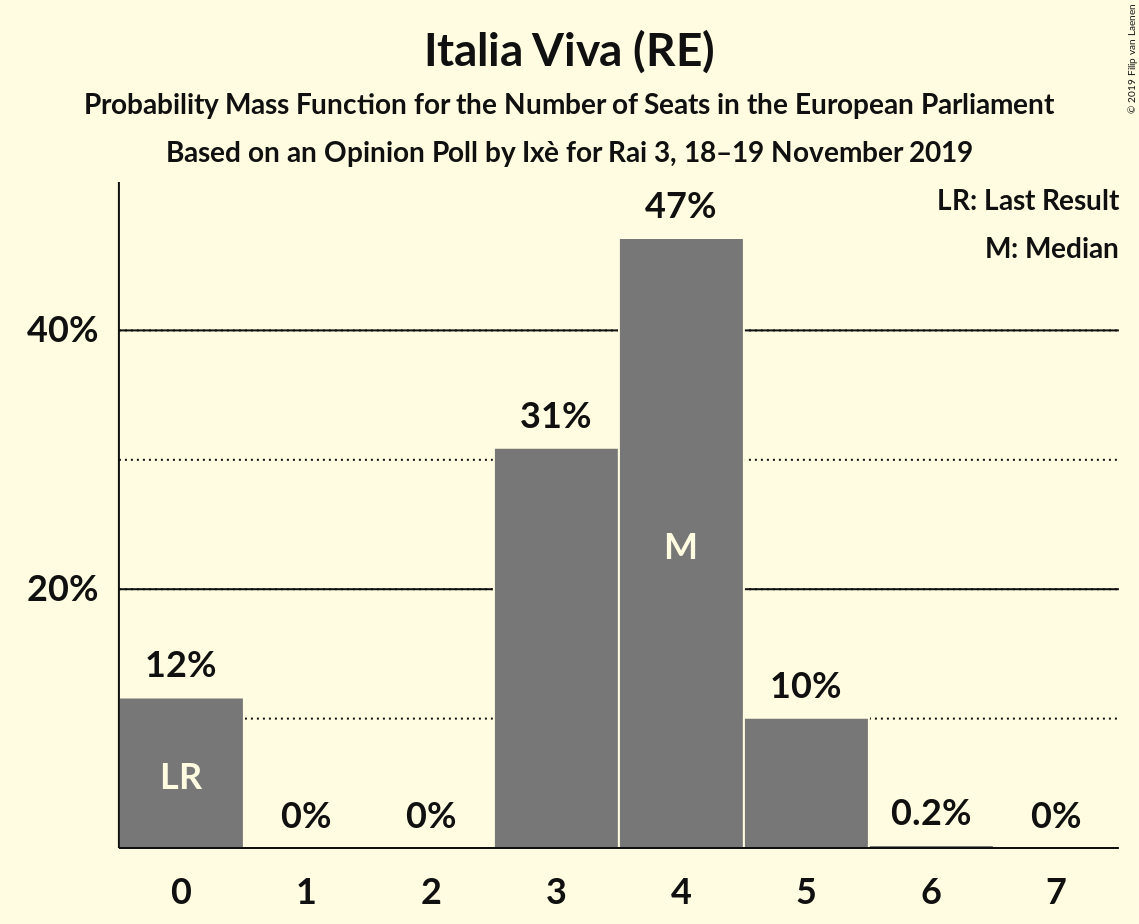 Italia Viva (RE)
Probability Mass Function for the Number of Seats in the European Parliament
Based on an Opinion Poll by Ixè for Rai 3, 18–19 November 2019
© 2019 Filip van Laenen
LR: Last Result
M: Median
47%
40%
31%
M
20%
12%
10%
LR
0%
0%
0.2%
0%
0 1 2 3 4 5 6 7